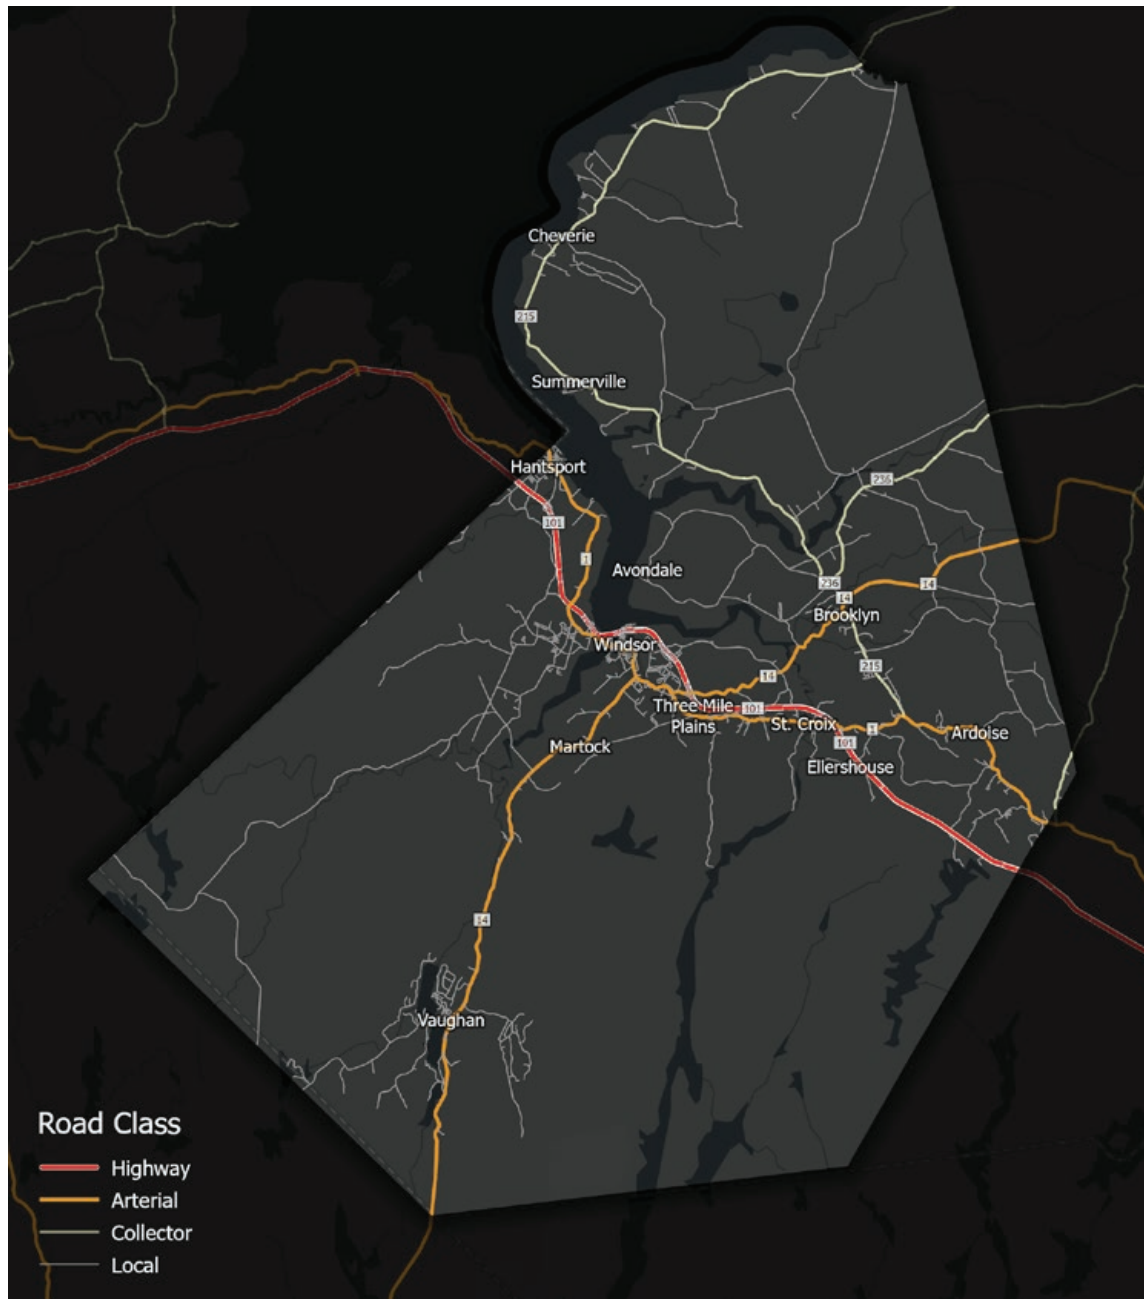 Cheverie
215
Summerville
Hantsport
236
101
1
Avondale
236
14
14
Brooklyn
Windsor
215
14
Three Mile
Plains
101
St. Croix
1
Ardoise
101
Martock
Ellershouse
14
Vaughan
Road Class
Highway
Arterial
Collector
Local